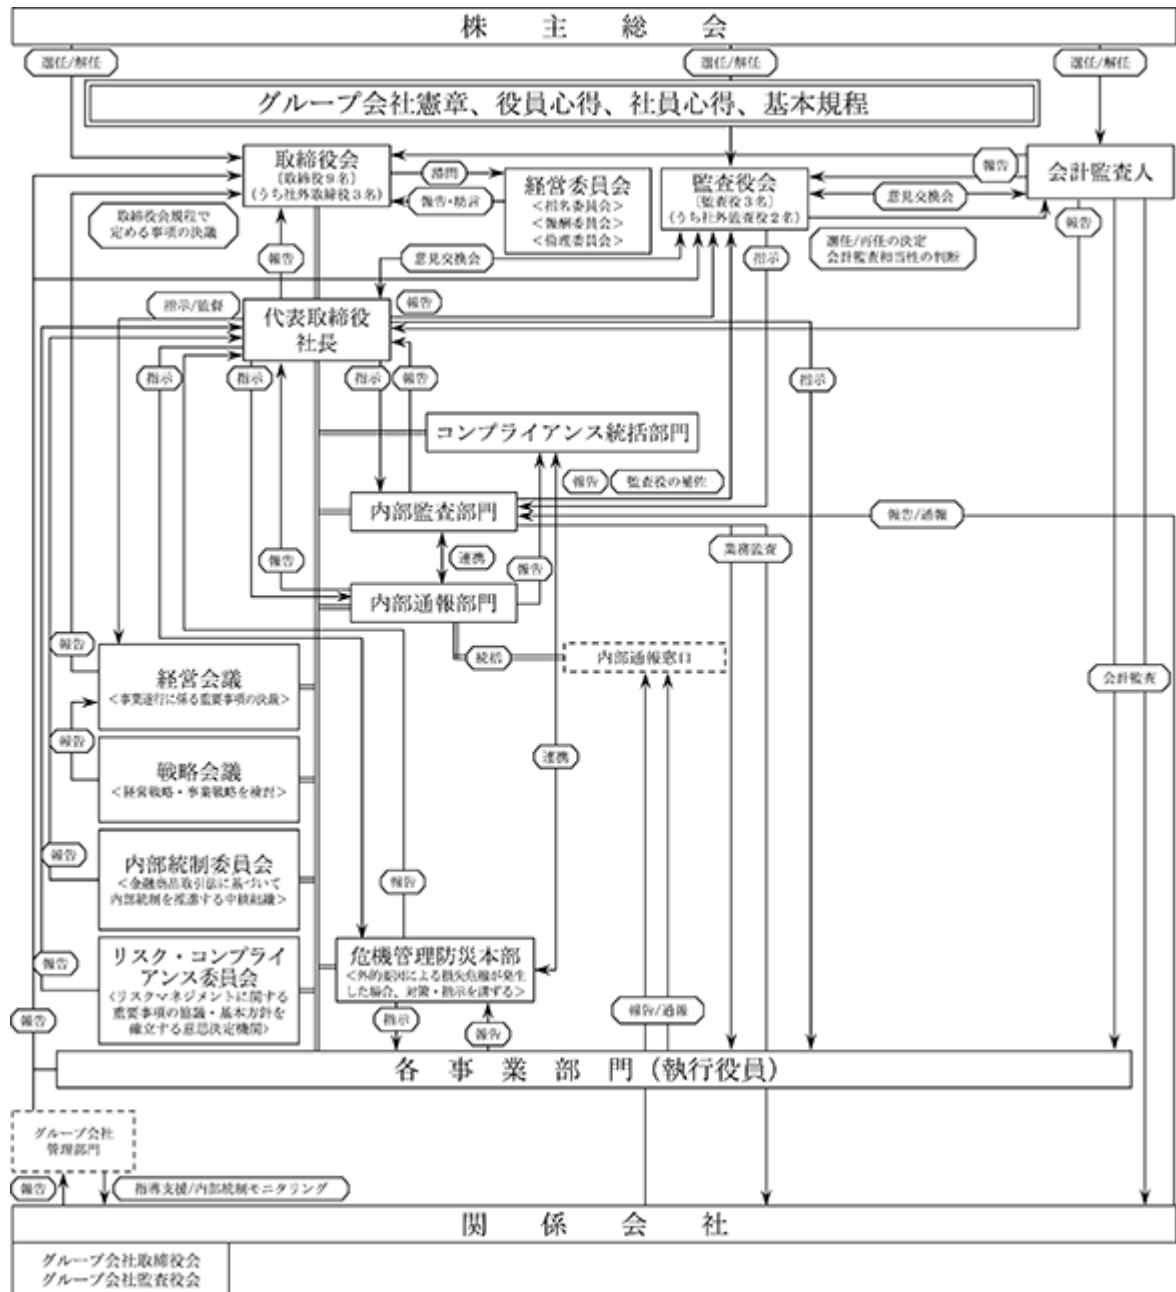 株主総会
選任/解任
選任/解任
選任/解任
グループ会社憲章、役員心得、社員心得、基本規程
取締役会
〔取締役9名〕
(うち社外取締役3名)
諮問
報告・助言
経営委員会
<指名委員会>
<報酬委員会>
<倫理委員会>
監査役会
〔監査役3名〕
(うち社外監査役2名)
報告
意見交換会
会計監査人
取締役会規程で
定める事項の決議
報告
意見交換会
選任/再任の決定
会計監査相当性の判断
指示
報告
指示/監督
代表取締役
社長
報告
指示
指示
指示
報告
指示
コンプライアンス統括部門
報告
監査役の補佐
内部監査部門
報告/通報
業務監査
報告
連携
報告
内部通報部門
統括
内部通報窓口
報告
経営会議
<事業遂行に係る重要事項の決裁>
会計監査
報告
戦略会議
<経営戦略・事業戦略を検討>
連携
報告
内部統制委員会
<金融商品取引法に基づいて
内部統制を推進する中核組織>
報告
報告
リスク・コンプライ
アンス委員会
〈リスクマネジメントに関する
重要事項の協議・基本方針を
確立する意思決定機関〉
危機管理防災本部
<外的要因による損失危険が発生
した場合、対策・指示を講ずる>
報告
指示
報告
報告/通報
各事業部門(執行役員)
グループ会社
管理部門
報告
指導支援/内部統制モニタリング
関係会社
グループ会社取締役会
グループ会社監査役会